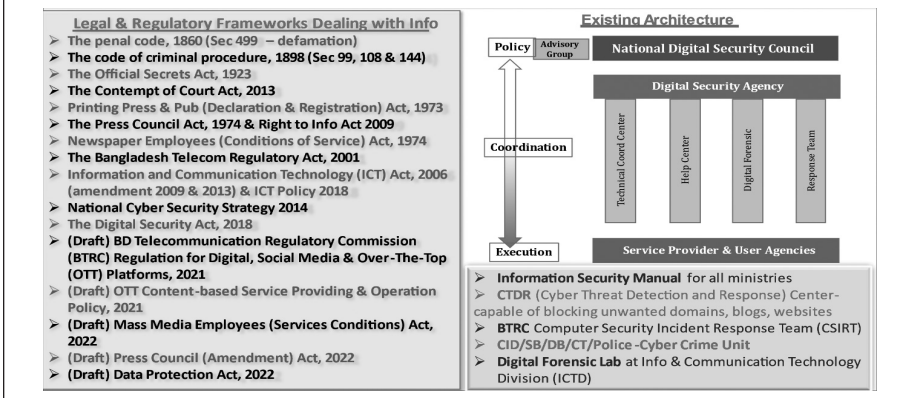 Legal & Regulatory Frameworks Dealing with Info
➢ The penal code, 1860 (Sec 499 – defamation)
➢ The code of criminal procedure, 1898 (Sec 99, 108 & 144)
➢ The Official Secrets Act, 1923
➢ The Contempt of Court Act, 2013
➢ Printing Press & Pub (Declaration & Registration) Act, 1973
➢ The Press Council Act, 1974 & Right to Info Act 2009
➢ Newspaper Employees (Conditions of Service) Act, 1974
➢ The Bangladesh Telecom Regulatory Act, 2001
➢ Information and Communication Technology (ICT) Act, 2006
(amendment 2009 & 2013) & ICT Policy 2018
➢ National Cyber Security Strategy 2014
➢ The Digital Security Act, 2018
➢ (Draft) BD Telecommunication Regulatory Commission
(BTRC) Regulation for Digital, Social Media & Over-The-Top
(OTT) Platforms, 2021
➢ (Draft) OTT Content-based Service Providing & Operation
Policy, 2021
➢ (Draft) Mass Media Employees (Services Conditions) Act,
2022
➢ (Draft) Press Council (Amendment) Act, 2022
➢ (Draft) Data Protection Act, 2022
Existing Architecture
Policy
Advisory
Group
National Digital Security Council
Digital Security Agency
Coordination
Technical Coord Center
Help Center
Digital Forensic
Response Team
Execution
Service Provider & User Agencies
➢ Information Security Manual for all ministries
➢ CTDR (Cyber Threat Detection and Response) Center-
capable of blocking unwanted domains, blogs, websites
➢ BTRC Computer Security Incident Response Team (CSIRT)
➢ CID/SB/DB/CT/Police -Cyber Crime Unit
➢ Digital Forensic Lab at Info & Communication Technology
Division (ICTD)